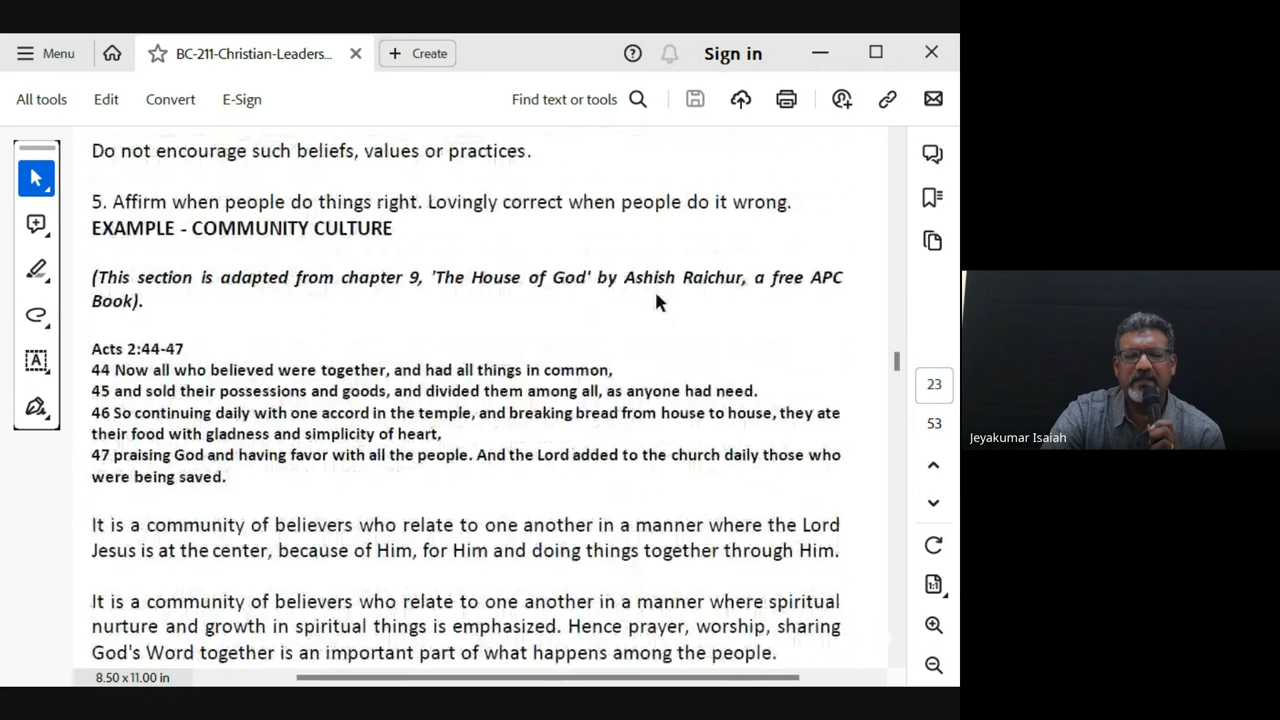 Menu
BC-211-Christian-Leaders...
Create
Sign in
All tools
Edit
Convert
E-Sign
Find text or tools
Do not encourage such beliefs, values or practices.
5. Affirm when people do things right. Lovingly correct when people do it wrong.
EXAMPLE - COMMUNITY CULTURE
(This section is adapted from chapter 9, 'The House of God' by Ashish Raichur, a free APC
Book).
Acts 2:44-47
44 Now all who believed were together, and had all things in common,
45 and sold their possessions and goods, and divided them among all, as anyone had need.
46 So continuing daily with one accord in the temple, and breaking bread from house to house, they ate
their food with gladness and simplicity of heart,
47 praising God and having favor with all the people. And the Lord added to the church daily those who
were being saved.
It is a community of believers who relate to one another in a manner where the Lord
Jesus is at the center, because of Him, for Him and doing things together through Him.
It is a community of believers who relate to one another in a manner where spiritual
nurture and growth in spiritual things is emphasized. Hence prayer, worship, sharing
God's Word together is an important part of what happens among the people.
8.50 x 11.00 in
23
53
1:1
Jeyakumar Isaiah